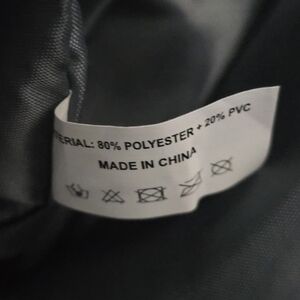 TERIAL: 80% POLYESTER + 20% PVC
MADE IN CHINA